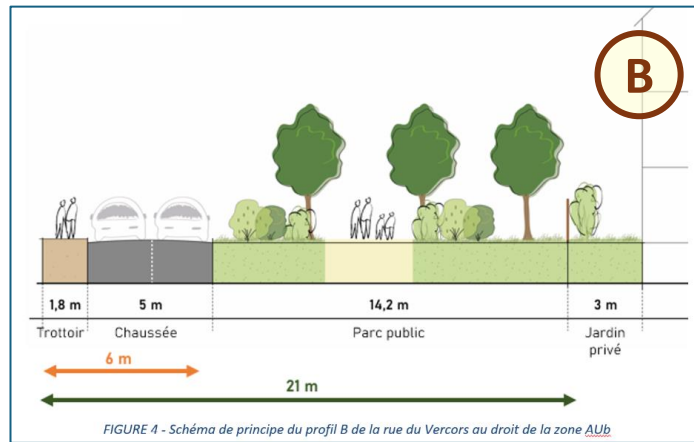 B
1,8 m 5 m 14,2 m 3 m
Trottoir Chaussée Parc public Jardin
privé
6 m
21 m
FIGURE 4 - Schéma de principe du profil B de la rue du Vercors au droit de la zone AUb